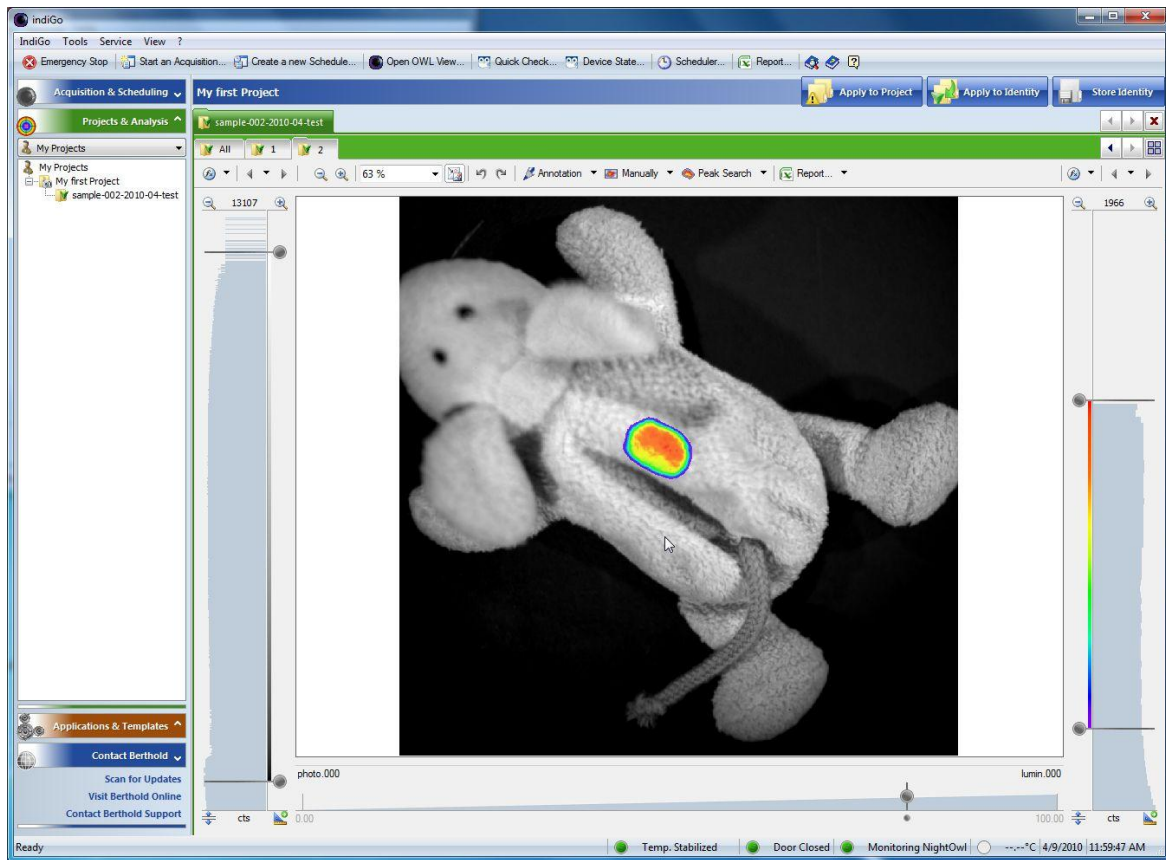 indiGo
IndiGo Tools Service View ?
Emergency Stop Start an Acquisition... Create a new Schedule... Open OWL View... Quick Check... Device State... Scheduler... Report...
Acquisition & Scheduling
My first Project
Apply to Project
Apply to Identity
Store Identity
Projects & Analysis
sample-002-2010-04-test
My Projects
All 1 2
My Projects
My first Project
sample-002-2010-04-test
63 % Annotation Manually Peak Search Report...
13107
1966
Applications & Templates
Contact Berthold
Scan for Updates
Visit Berthold Online
Contact Berthold Support
photo.000
lumin.000
cts
0.00
100.00
cts
Ready
Temp. Stabilized
Door Closed
Monitoring NightOwl
--.--°C
4/9/2010
11:59:47 AM